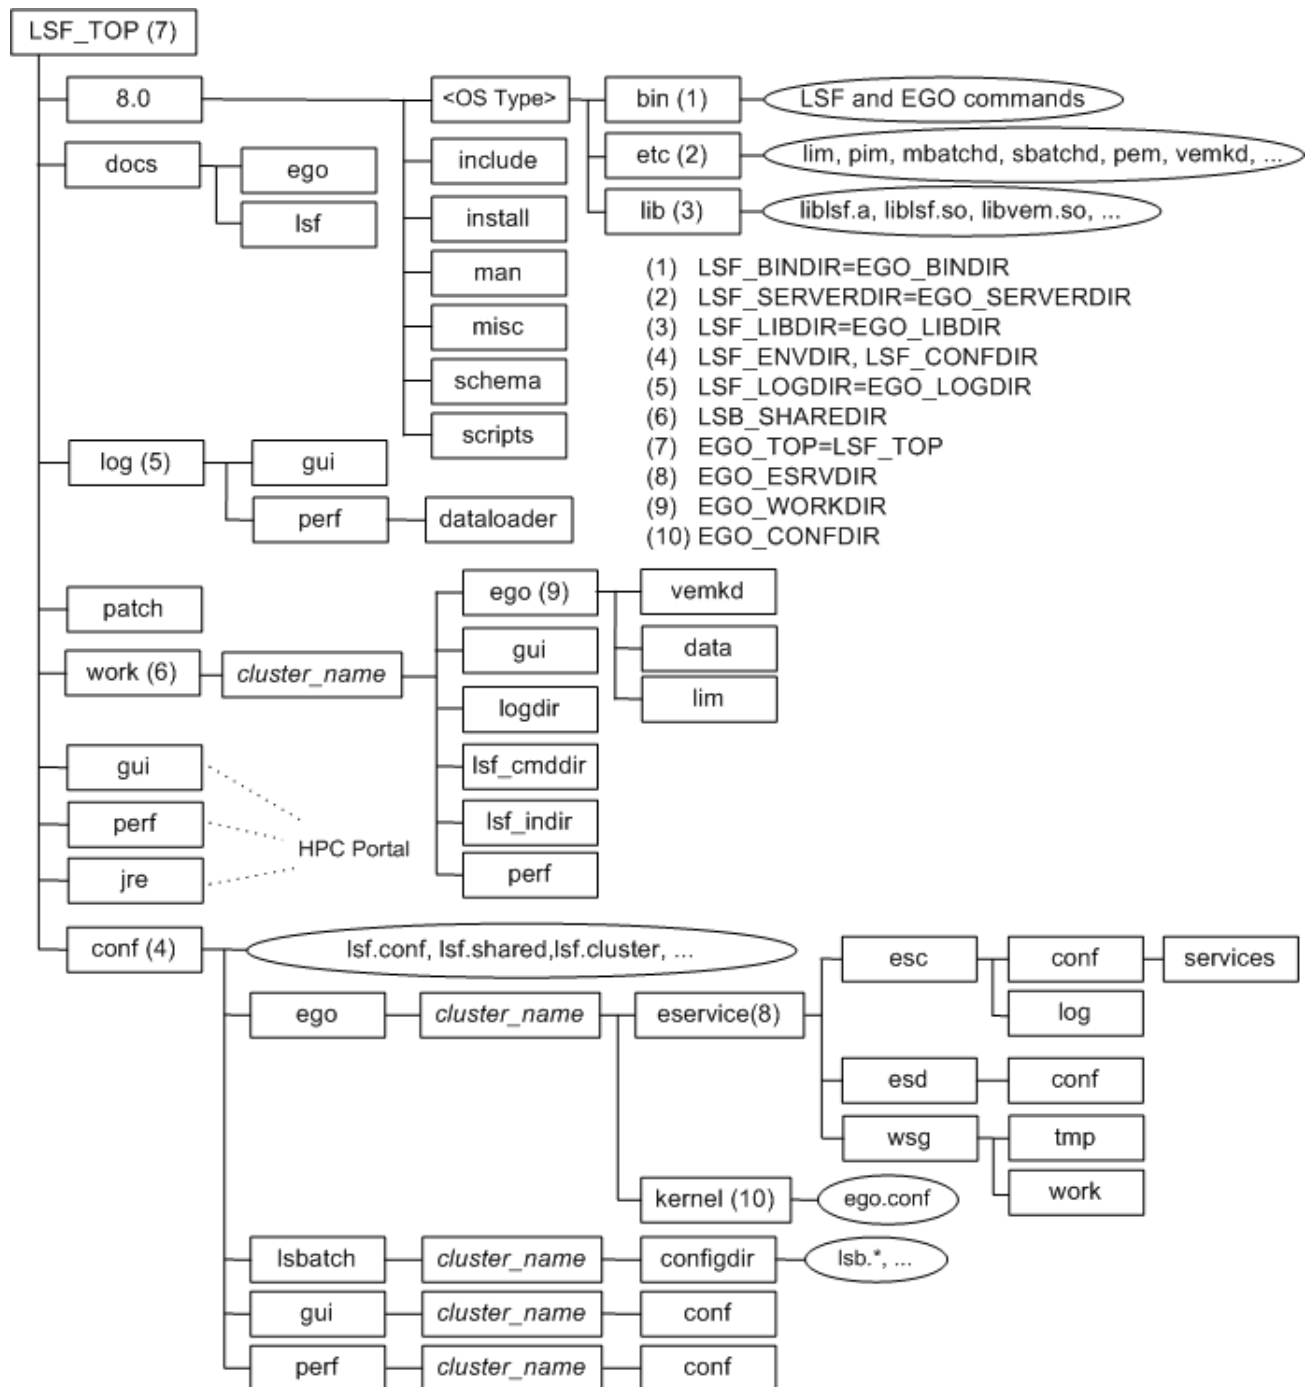 LSF_TOP (7)
8.0
<OS Type>
bin (1)
LSF and EGO commands
docs
ego
include
etc (2)
lim, pim, mbatchd, sbatchd, pem, vemkd, ...
lsf
install
lib (3)
liblsf.a, liblsf.so, libvem.so, ...
man
misc
schema
scripts
(1) LSF_BINDIR=EGO_BINDIR
(2) LSF_SERVERDIR=EGO_SERVERDIR
(3) LSF_LIBDIR=EGO_LIBDIR
(4) LSF_ENVDIR, LSF_CONFDIR
(5) LSF_LOGDIR=EGO_LOGDIR
(6) LSB_SHAREDIR
(7) EGO_TOP=LSF_TOP
(8) EGO_ESRVDIR
(9) EGO_WORKDIR
(10) EGO_CONFDIR
log (5)
gui
perf
dataloader
patch
work (6)
cluster_name
ego (9)
vemkd
gui
data
logdir
lim
lsf_cmddir
lsf_indir
perf
gui
perf
jre
HPC Portal
conf (4)
lsf.conf, lsf.shared,lsf.cluster, ...
ego
cluster_name
eservice(8)
esc
conf
services
log
esd
conf
wsg
tmp
work
kernel (10)
ego.conf
lsbatch
cluster_name
configdir
lsb.*, ...
gui
cluster_name
conf
perf
cluster_name
conf